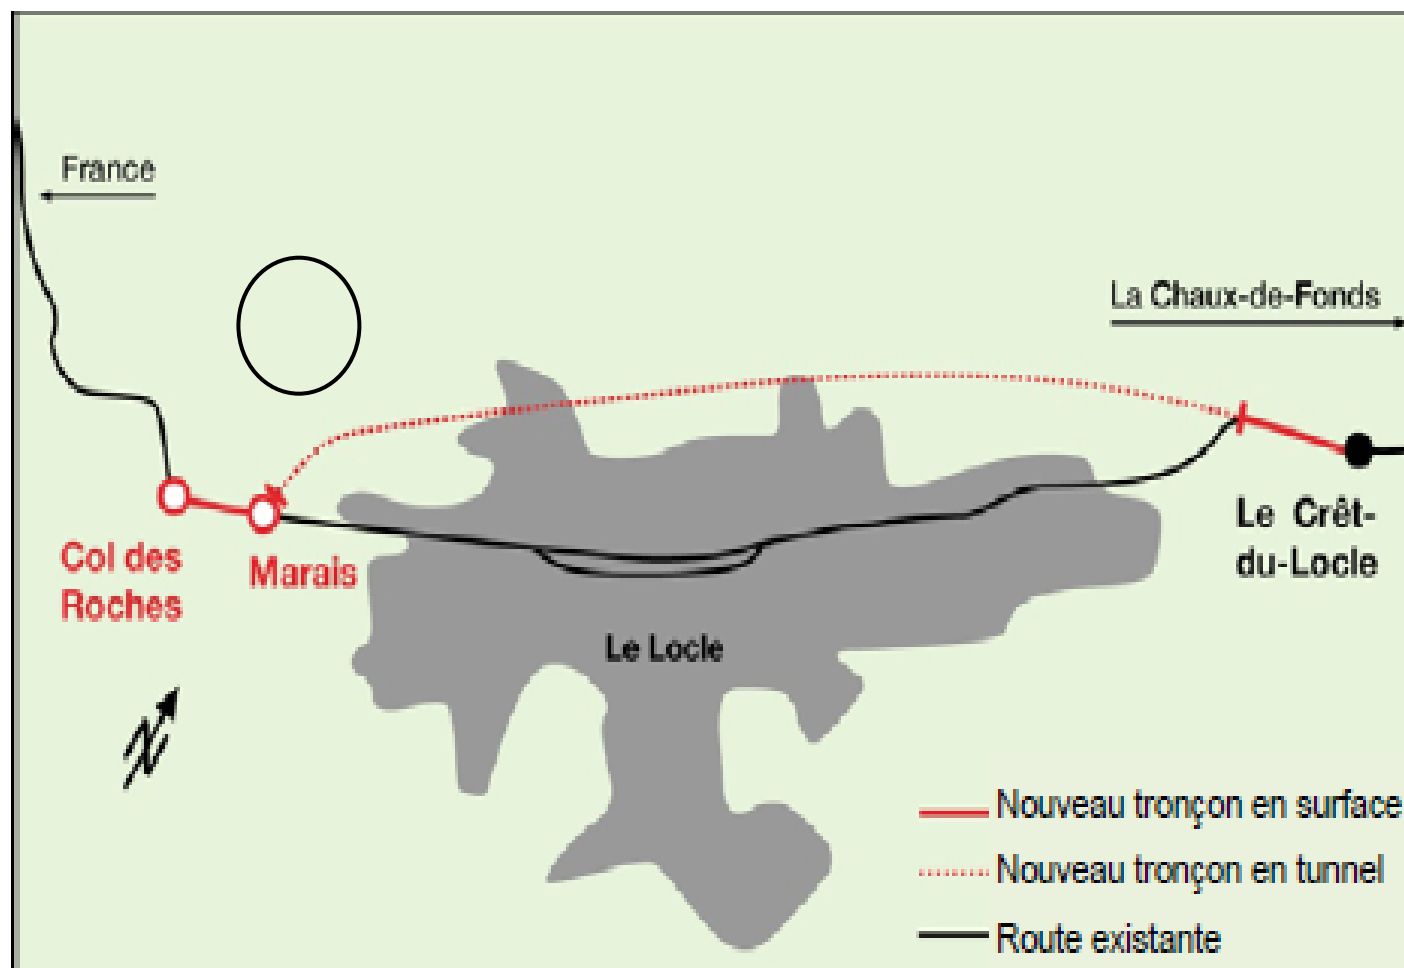 France
La Chaux-de-Fonds
Col des
Roches
Marais
Le Crêt-
du-Locle
Le Locle
N
Nouveau tronçon en surface
Nouveau tronçon en tunnel
Route existante